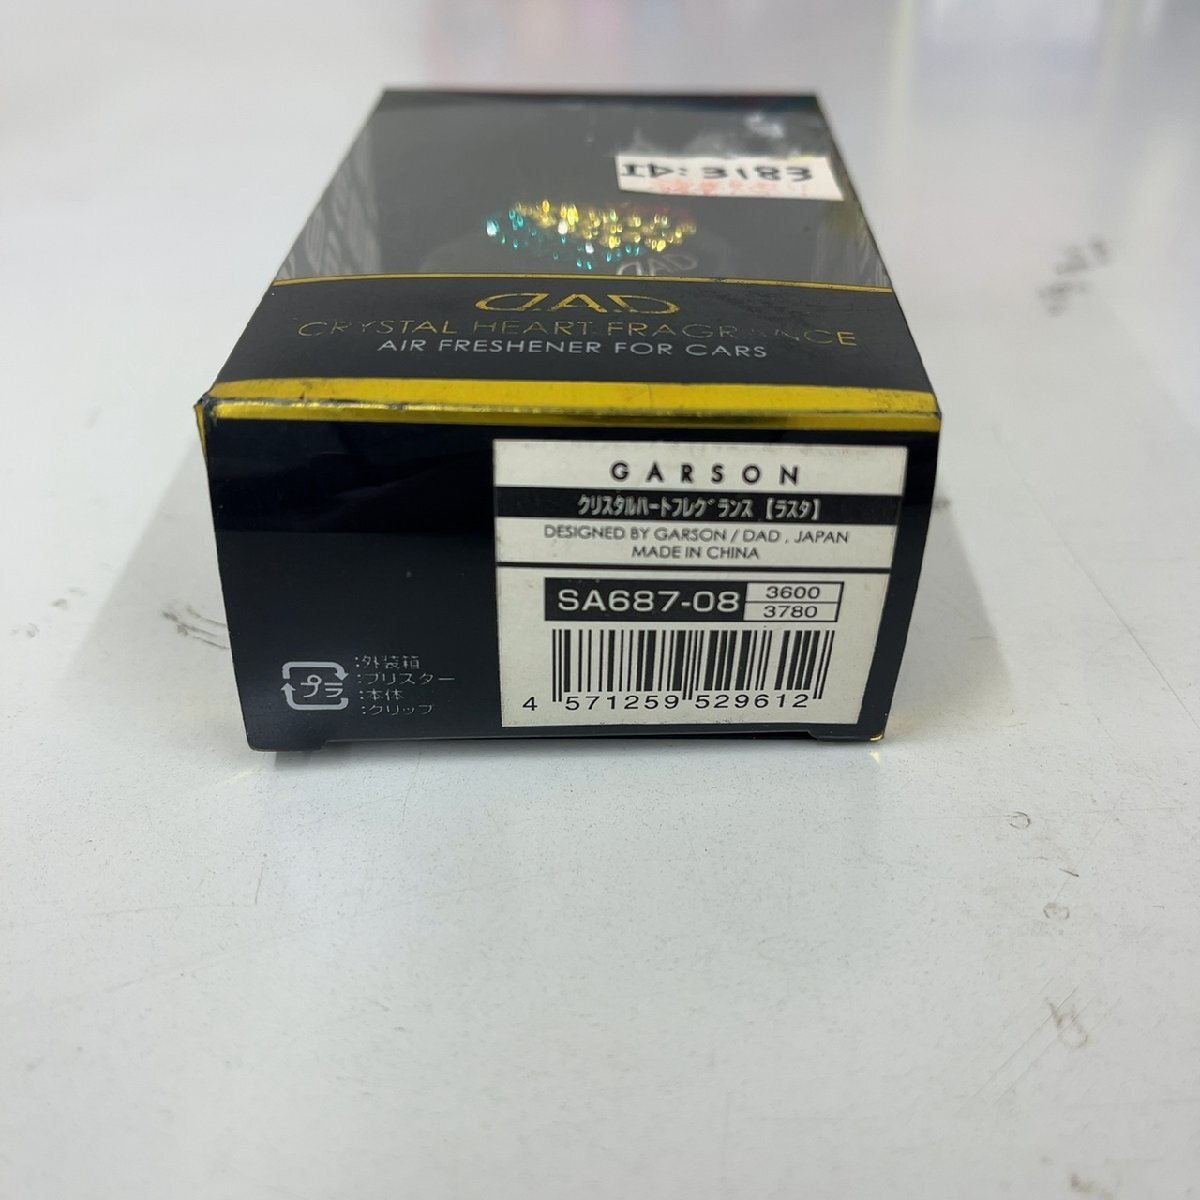 ID:3183
DAD
D.A.D
CRYSTAL HEART FRAGRANCE
AIR FRESHENER FOR CARS
GARSON
クリスタルハートフレグランス【ラスタ】
DESIGNED BY GARSON / DAD , JAPAN
MADE IN CHINA
SA687-08
3600
3780
4 571259 529612
プラ
:外装箱
:ブリスター
:本体
:クリップ